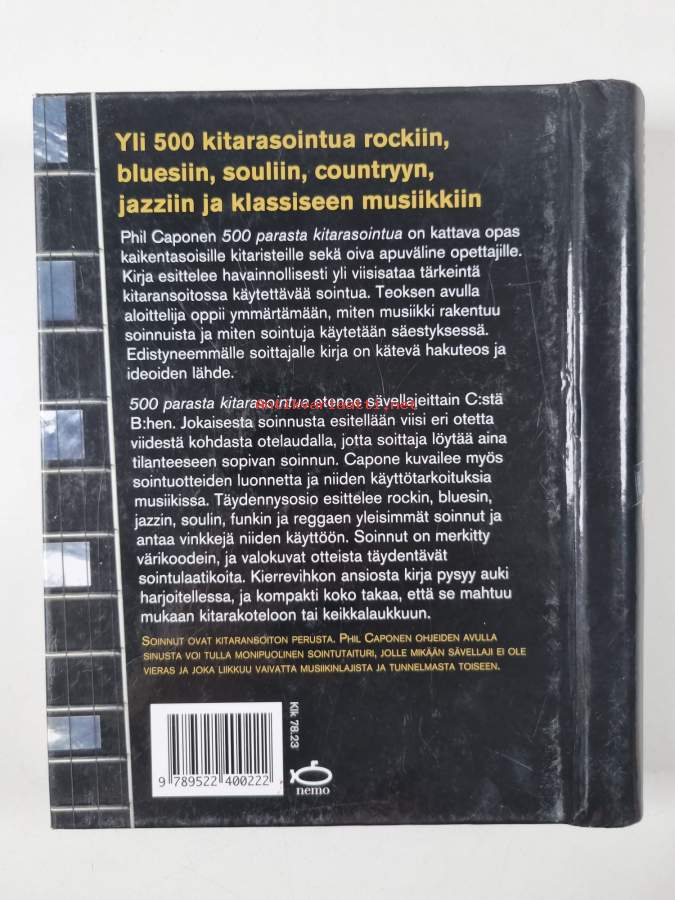 Yli 500 kitarasointua rockiin,
bluesiin, souliin, countryyn,
jazziin ja klassiseen musiikkiin
Phil Caponen 500 parasta kitarasointua on kattava opas
kaikentasoisille kitaristeille sekä oiva apuväline opettajille.
Kirja esittelee havainnollisesti yli viisisataa tärkeintä
kitaransoitossa käytettävää sointua. Teoksen avulla
aloittelija oppii ymmärtämään, miten musiikki rakentuu
soinnuista ja miten sointuja käytetään säestyksessä.
Edistyneemmälle soittajalle kirja on kätevä hakuteos ja
ideoiden lähde.
500 parasta kitarasointua etenee sävellajeittain C:stä
Antikvariaatti.net
B:hen. Jokaisesta soinnusta esitellään viisi eri otetta
viidestä kohdasta otelaudalla, jotta soittaja löytää aina
tilanteeseen sopivan soinnun. Capone kuvailee myös
sointuotteiden luonnetta ja niiden käyttötarkoituksia
musiikissa. Täydennysosio esittelee rockin, bluesin,
jazzin, soulin, funkin ja reggaen yleisimmät soinnut ja
antaa vinkkejä niiden käyttöön. Soinnut on merkitty
värikoodein, ja valokuvat otteista täydentävät
sointulaatikoita. Kierrevihkon ansiosta kirja pysyy auki
harjoitellessa, ja kompakti koko takaa, että se mahtuu
mukaan kitarakoteloon tai keikkalaukkuun.
SOINNUT OVAT KITARANSOITON PERUSTA. PHIL CAPONEN OHJEIDEN AVULLA
SINUSTA VOI TULLA MONIPUOLINEN SOINTUTAITURI, JOLLE MIKÄÄN SÄVELLAJI EI OLE
VIERAS JA JOKA LIIKKUU VAIVATTA MUSIIKINLAJISTA JA TUNNELMASTA TOISEEN.
Klk 78.23
9 789522 400222
nemo